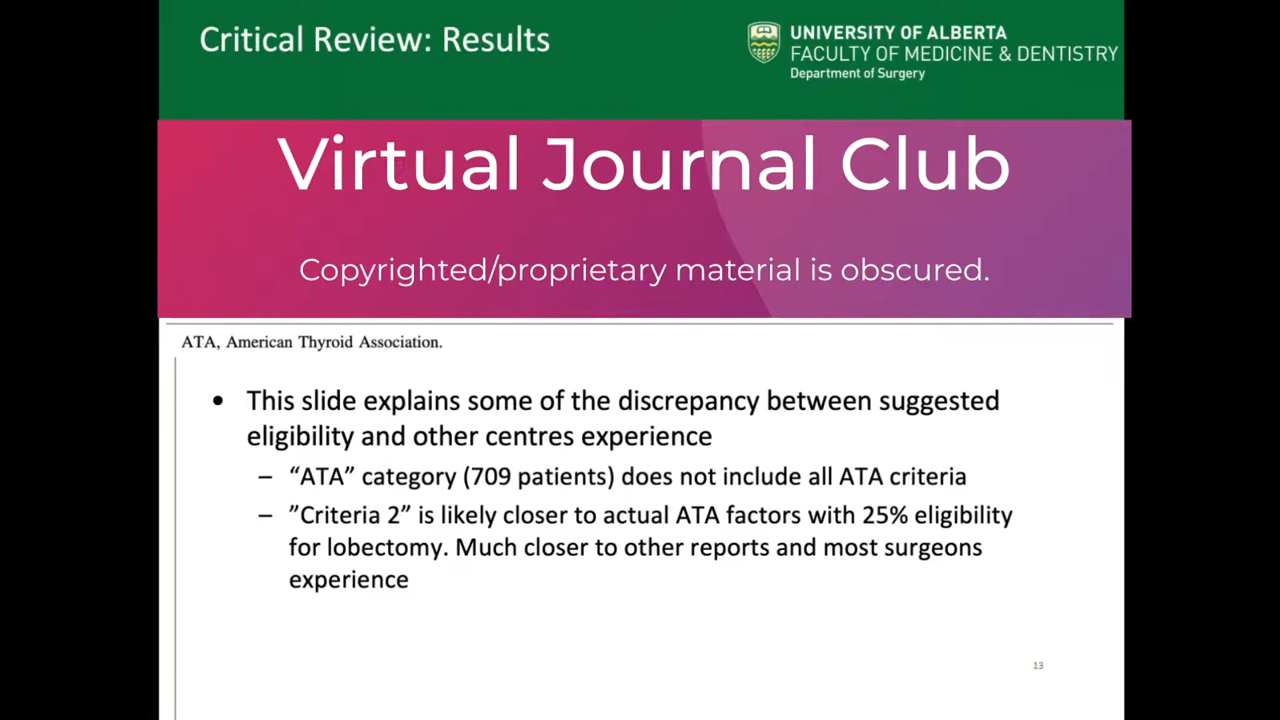 Critical Review: Results
UNIVERSITY OF ALBERTA
FACULTY OF MEDICINE & DENTISTRY
Department of Surgery
Virtual Journal Club
Copyrighted/proprietary material is obscured.
ATA, American Thyroid Association.
• This slide explains some of the discrepancy between suggested
eligibility and other centres experience
– “ATA” category (709 patients) does not include all ATA criteria
– ”Criteria 2” is likely closer to actual ATA factors with 25% eligibility
for lobectomy. Much closer to other reports and most surgeons
experience
13